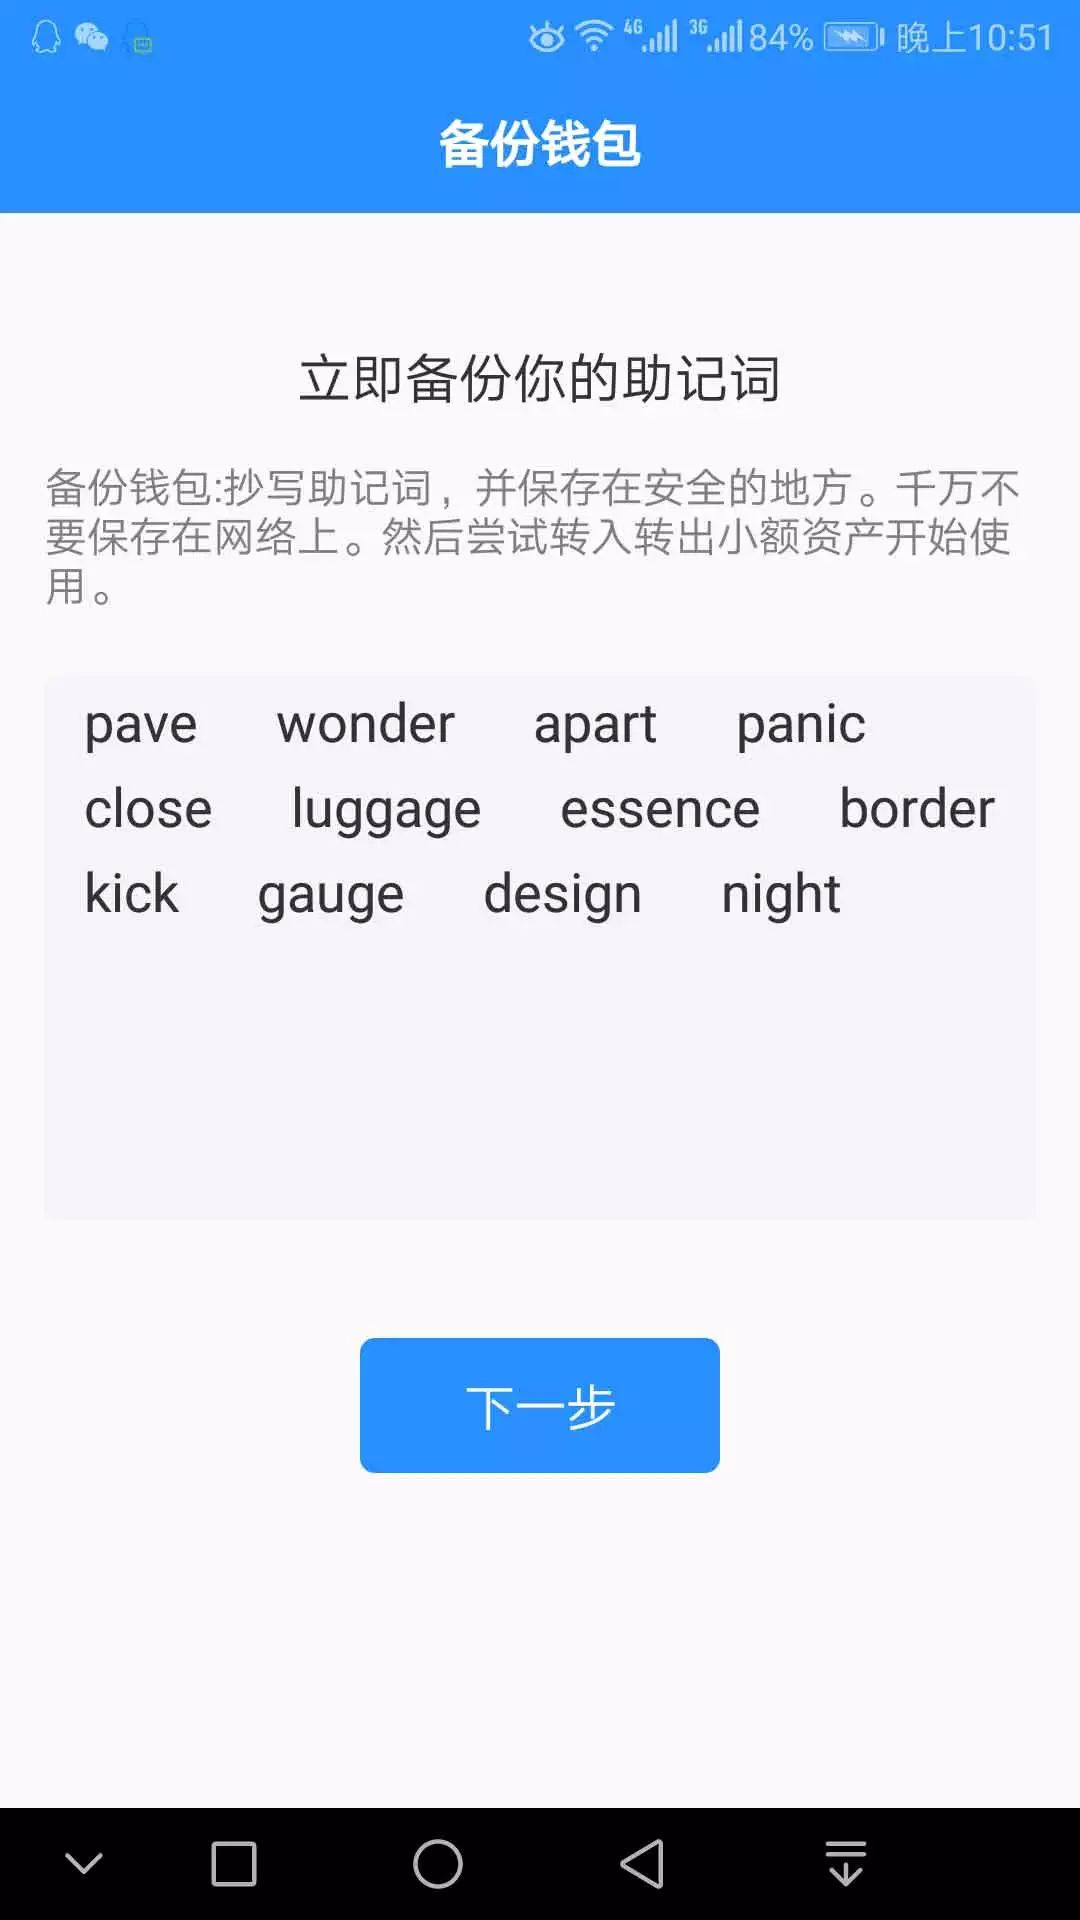 4G 3G 84% 晚上10:51
备份钱包
立即备份你的助记词
备份钱包:抄写助记词，并保存在安全的地方。千万不
要保存在网络上。然后尝试转入转出小额资产开始使
用。
pave wonder apart panic
close luggage essence border
kick gauge design night
下一步